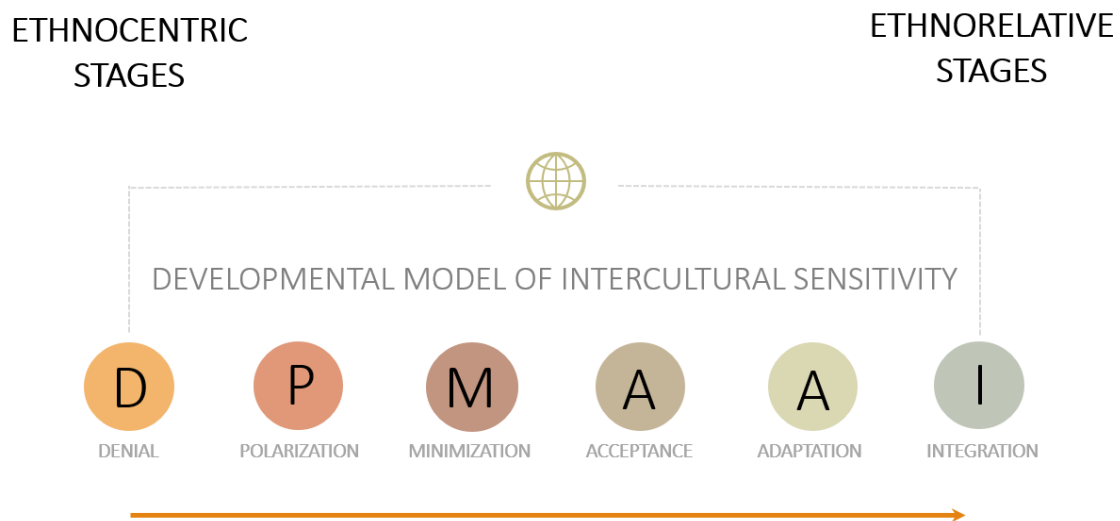 ETHNOCENTRIC
STAGES
ETHNORELATIVE
STAGES
DEVELOPMENTAL MODEL OF INTERCULTURAL SENSITIVITY
D P M A A I
DENIAL POLARIZATION MINIMIZATION ACCEPTANCE ADAPTATION INTEGRATION